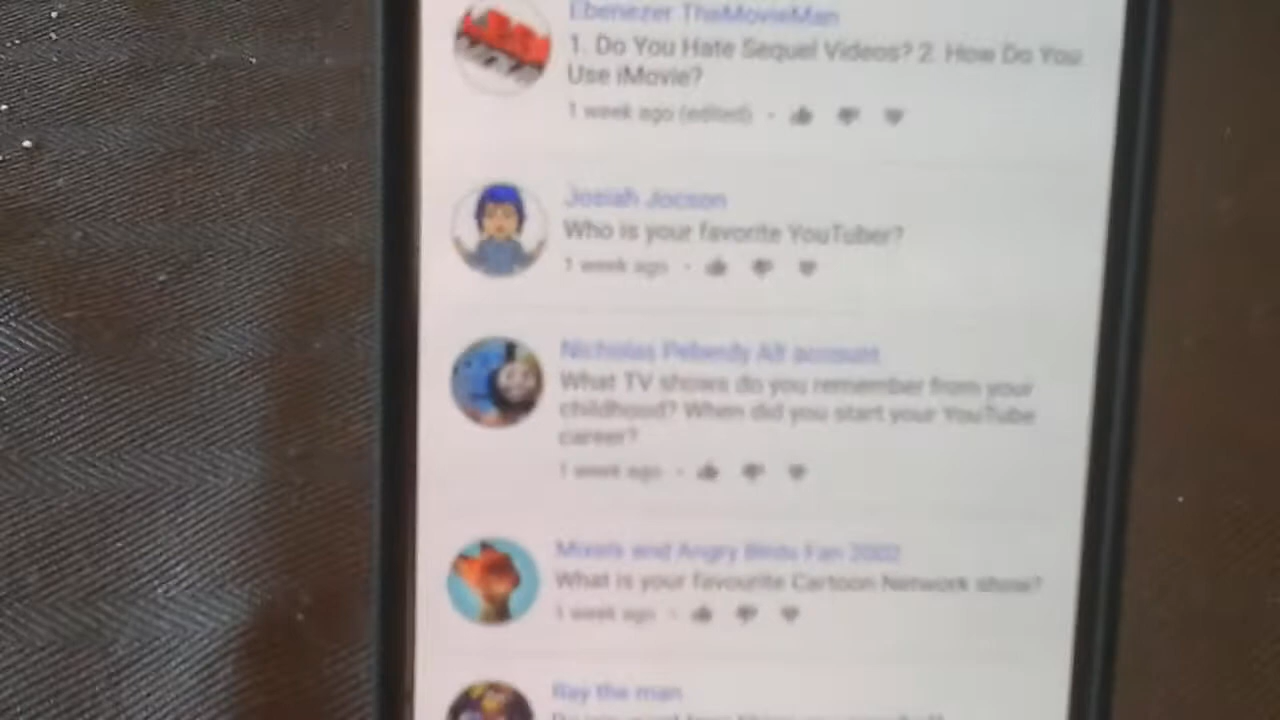 Ebenezer TheMovieMan
1. Do You Hate Sequel Videos? 2. How Do You
Use iMovie?
1 week ago (edited)
Josiah Jocson
Who is your favorite YouTuber?
1 week ago
Nicholas Peberdy Alt account
What TV shows do you remember from your
childhood? When did you start your YouTube
career?
1 week ago
Mixels and Angry Birds Fan 2002
What is your favourite Cartoon Network show?
1 week ago
Ray the man